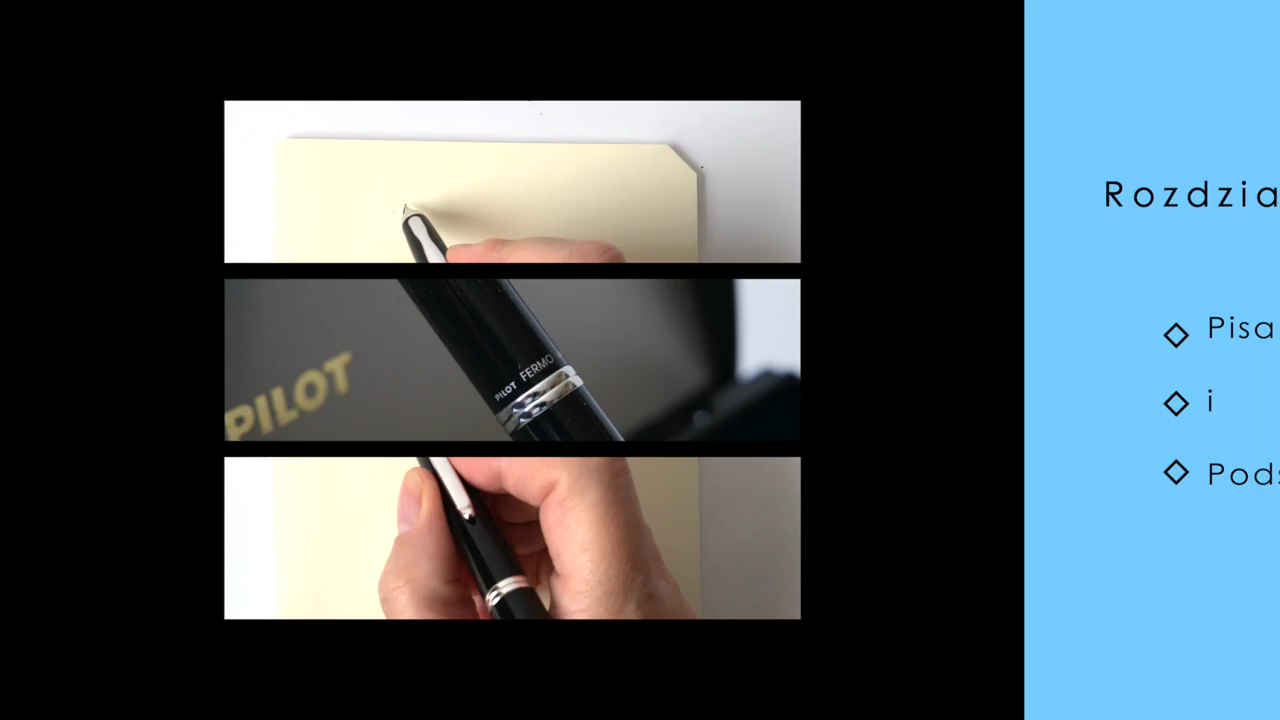 PILOT
PILOT FERMO
Rozdzia
Pisa
i
Pods